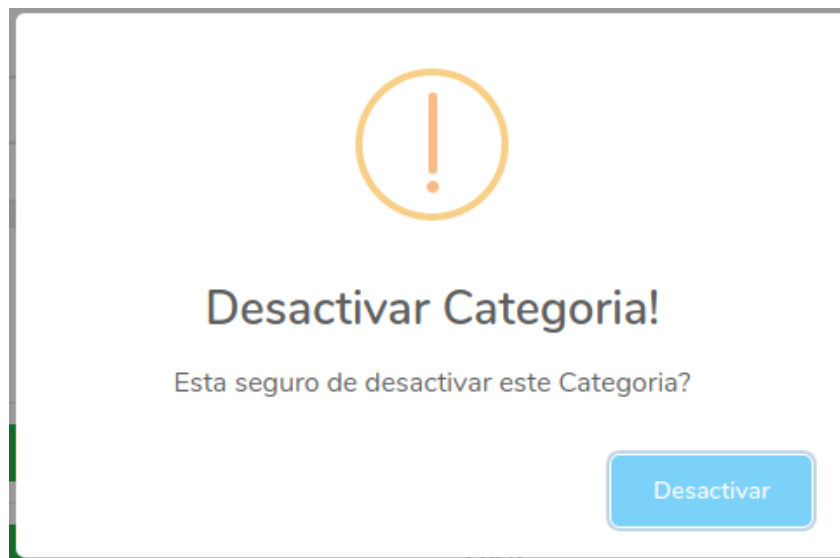 Desactivar Categoria!
Esta seguro de desactivar este Categoria?
Desactivar